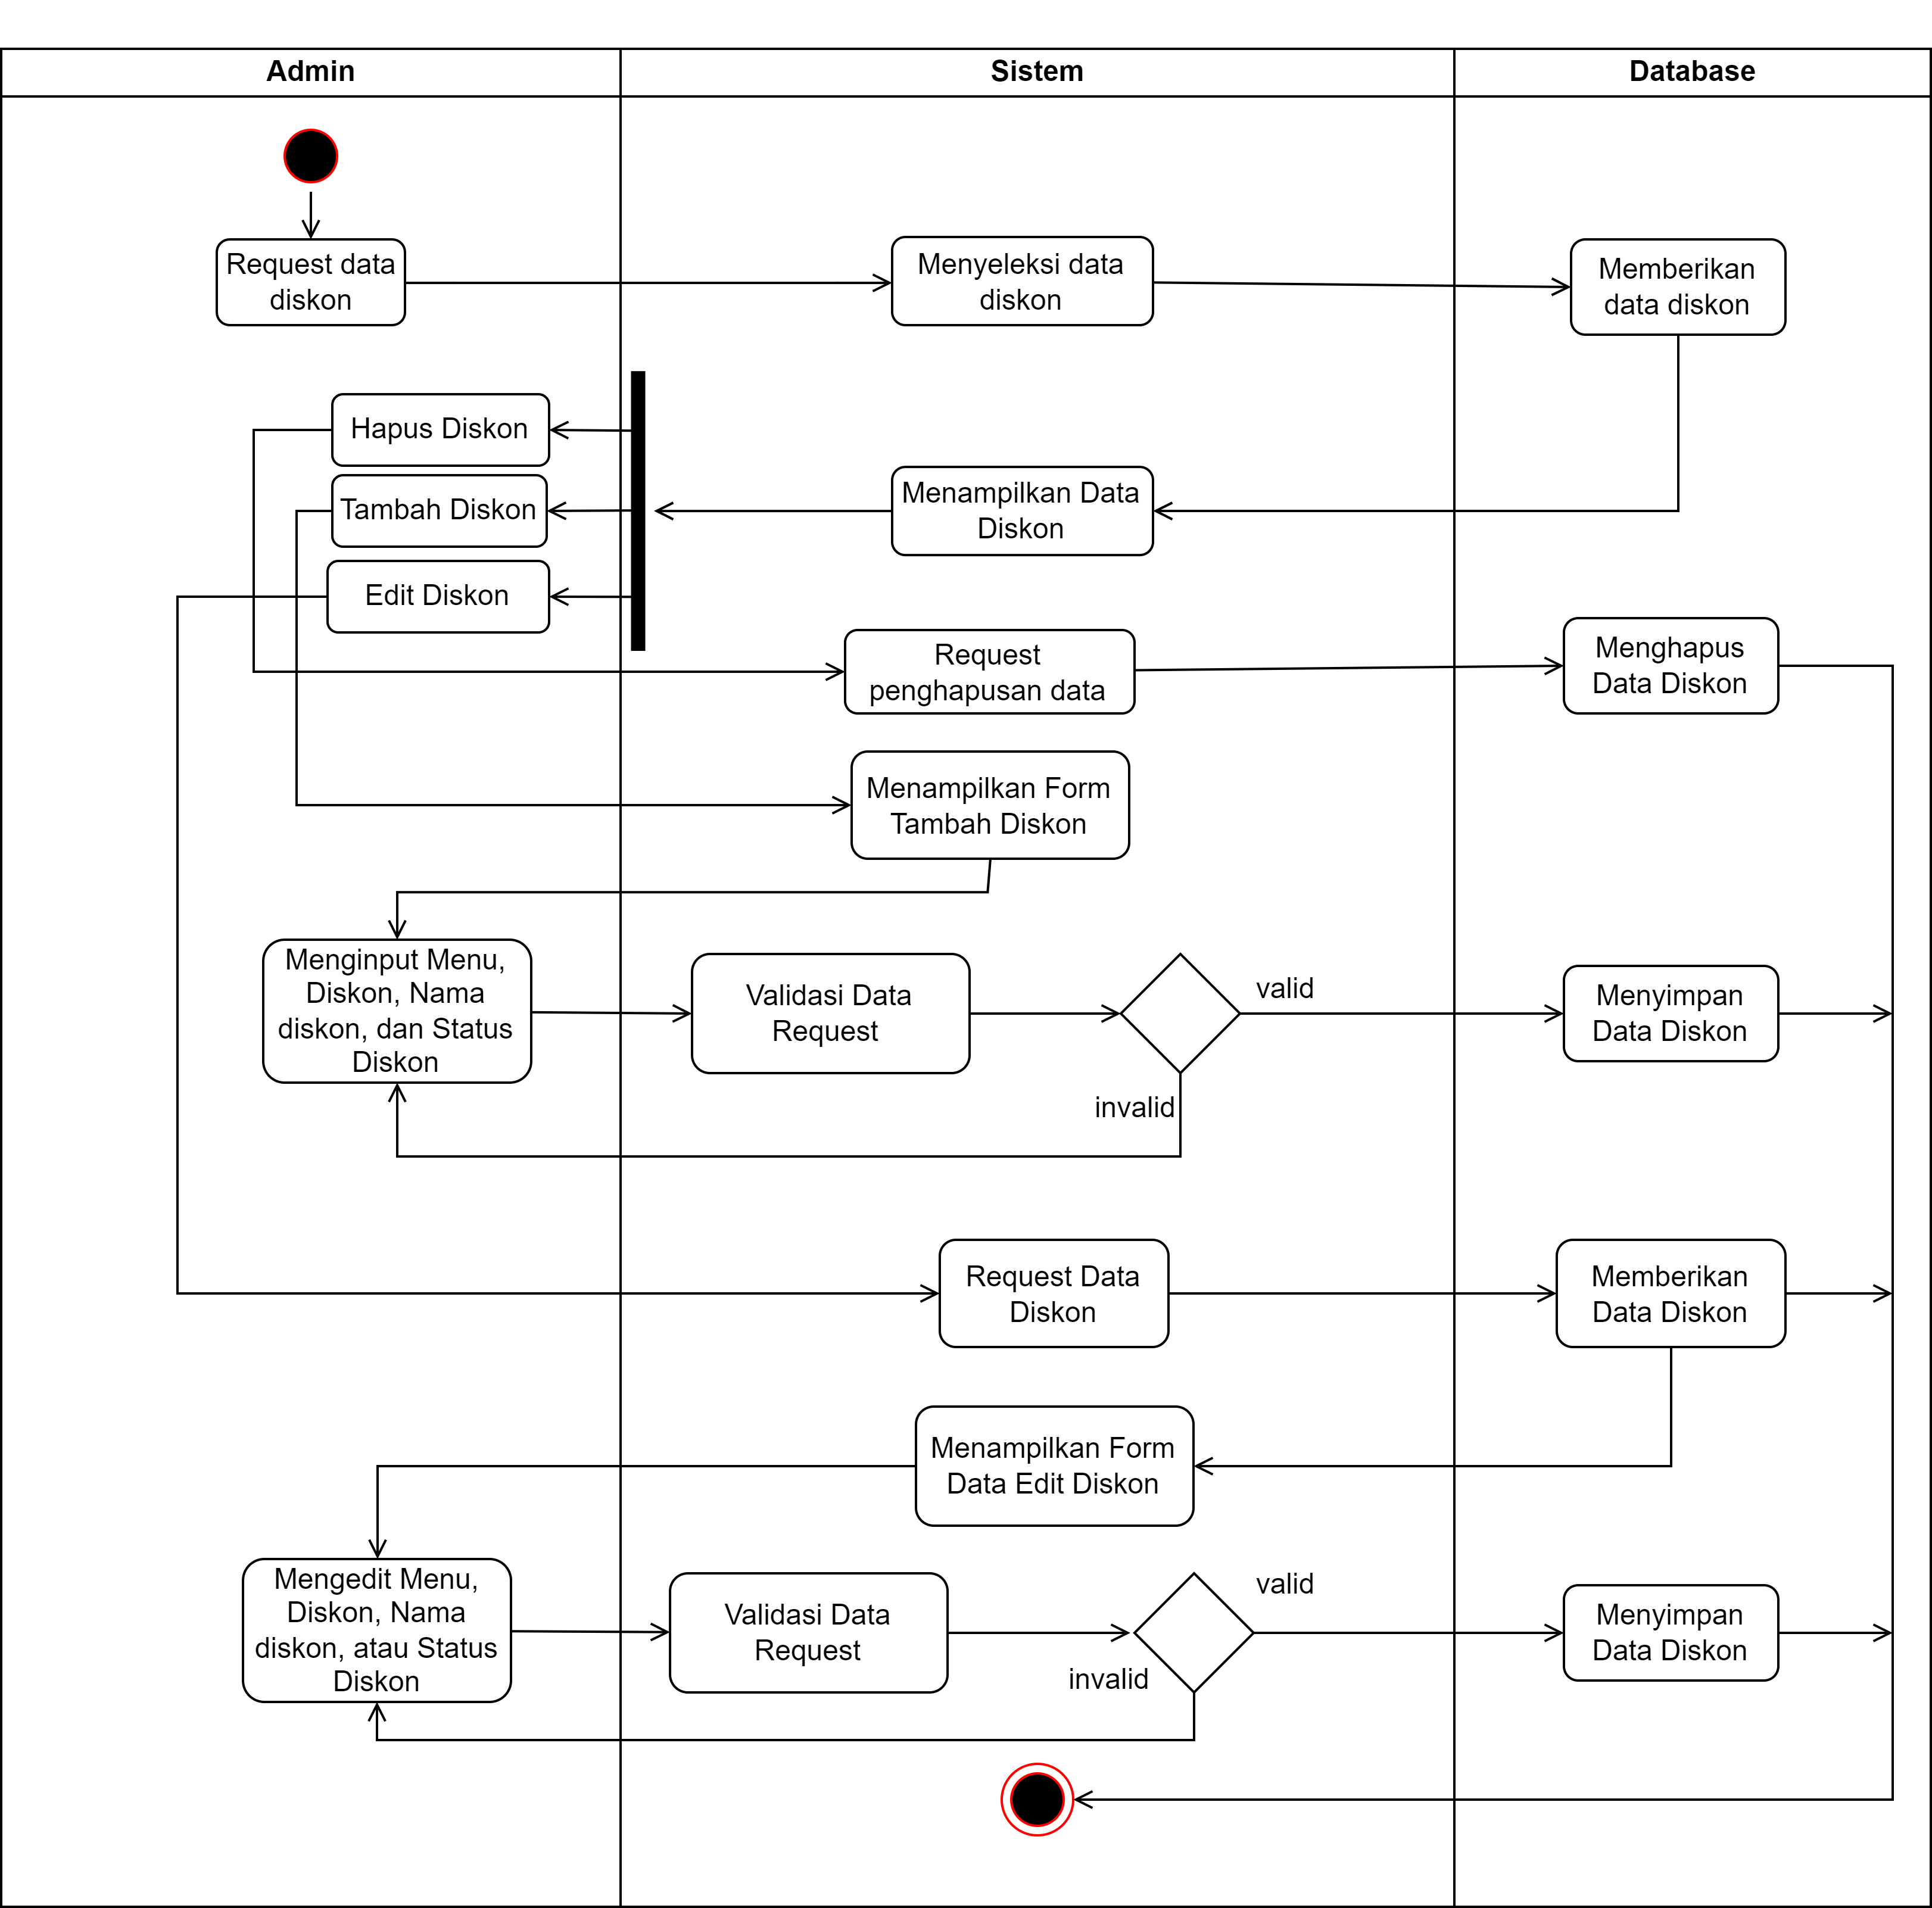 Admin
Sistem
Database
Request data
diskon
Menyeleksi data
diskon
Memberikan
data diskon
Hapus Diskon
Tambah Diskon
Edit Diskon
Menampilkan Data
Diskon
Request
penghapusan data
Menghapus
Data Diskon
Menampilkan Form
Tambah Diskon
Menginput Menu,
Diskon, Nama
diskon, dan Status
Diskon
Validasi Data
Request
valid
invalid
Menyimpan
Data Diskon
Request Data
Diskon
Memberikan
Data Diskon
Menampilkan Form
Data Edit Diskon
Mengedit Menu,
Diskon, Nama
diskon, atau Status
Diskon
Validasi Data
Request
valid
invalid
Menyimpan
Data Diskon